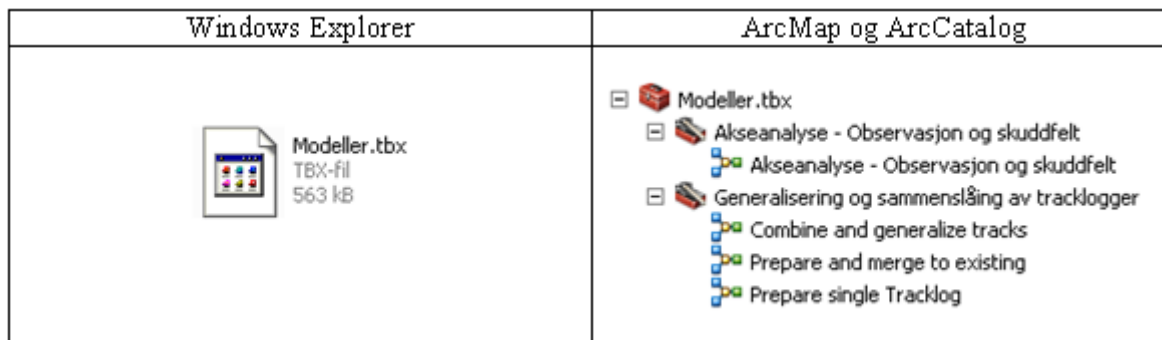 Windows Explorer
ArcMap og ArcCatalog
Modeller.tbx
TBX-fil
563 kB
Modeller.tbx
Akseanalyse - Observasjon og skuddfelt
Akseanalyse - Observasjon og skuddfelt
Generalisering og sammenslåing av tracklogger
Combine and generalize tracks
Prepare and merge to existing
Prepare single Tracklog